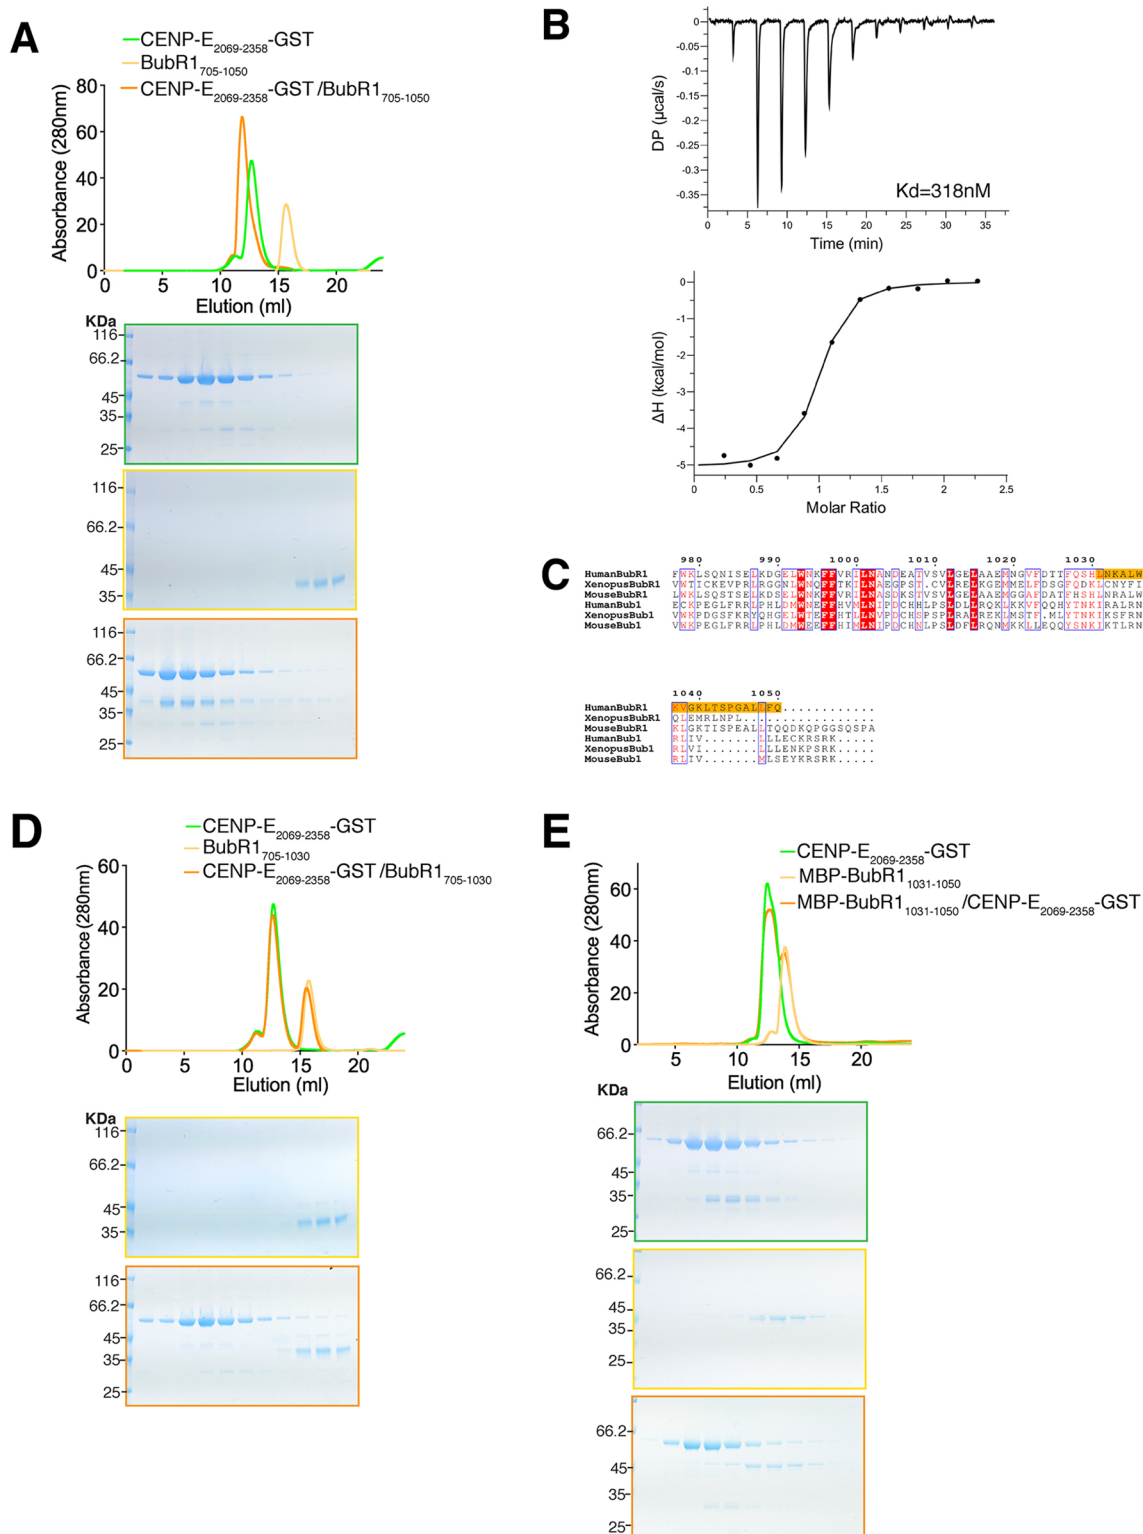 A
CENP-E2069-2358-GST
BubR1705-1050
CENP-E2069-2358-GST/BubR1705-1050
Absorbance (280nm)
80
60
40
20
0
5
10
15
20
Elution (ml)
KDa
116
66.2
45
35
25
116
66.2
45
35
116
66.2
45
35
25
B
DP (µcal/s)
0
-0.05
-0.1
-0.15
-0.2
-0.25
-0.3
-0.35
Kd=318nM
0 5 10 15 20 25 30 35
Time (min)
ΔH (kcal/mol)
0
-1
-2
-3
-4
-5
0 0.5 1 1.5 2 2.5
Molar Ratio
C
980 990 1000 1010 1020 1030
HumanBubR1 FWKLSQNISELKDGELWNKFFVRILNANDEATVSVLGELAAEMNGVFDTTFQSHLNKALW
XenopusBubR1
MouseBubR1
HumanBub1
XenopusBub1
MouseBub1
1040 1050
HumanBubR1 KVGKLTSPGALLFQ............
XenopusBubR1 QLEMRLNPL
MouseBubR1 KLGKTISPEALLTQQDKQPGGSQSPA
HumanBub1 RLIV.......LLLECKRSRK.....
XenopusBub1 RLVI.......LLLENKPSRK.....
MouseBub1 RLIV.......MLSEYKRSRK.....
D
CENP-E2069-2358-GST
BubR1705-1030
CENP-E2069-2358-GST/BubR1705-1030
Absorbance (280nm)
60
40
20
0
0 5 10 15 20
Elution (ml)
KDa
116
66.2
45
35
116
66.2
45
35
25
E
CENP-E2069-2358-GST
MBP-BubR11031-1050
MBP-BubR11031-1050/CENP-E2069-2358-GST
Absorbance (280nm)
60
40
20
0
5 10 15 20
Elution (ml)
KDa
66.2
45
35
25
66.2
45
35
25
66.2
45
35
25